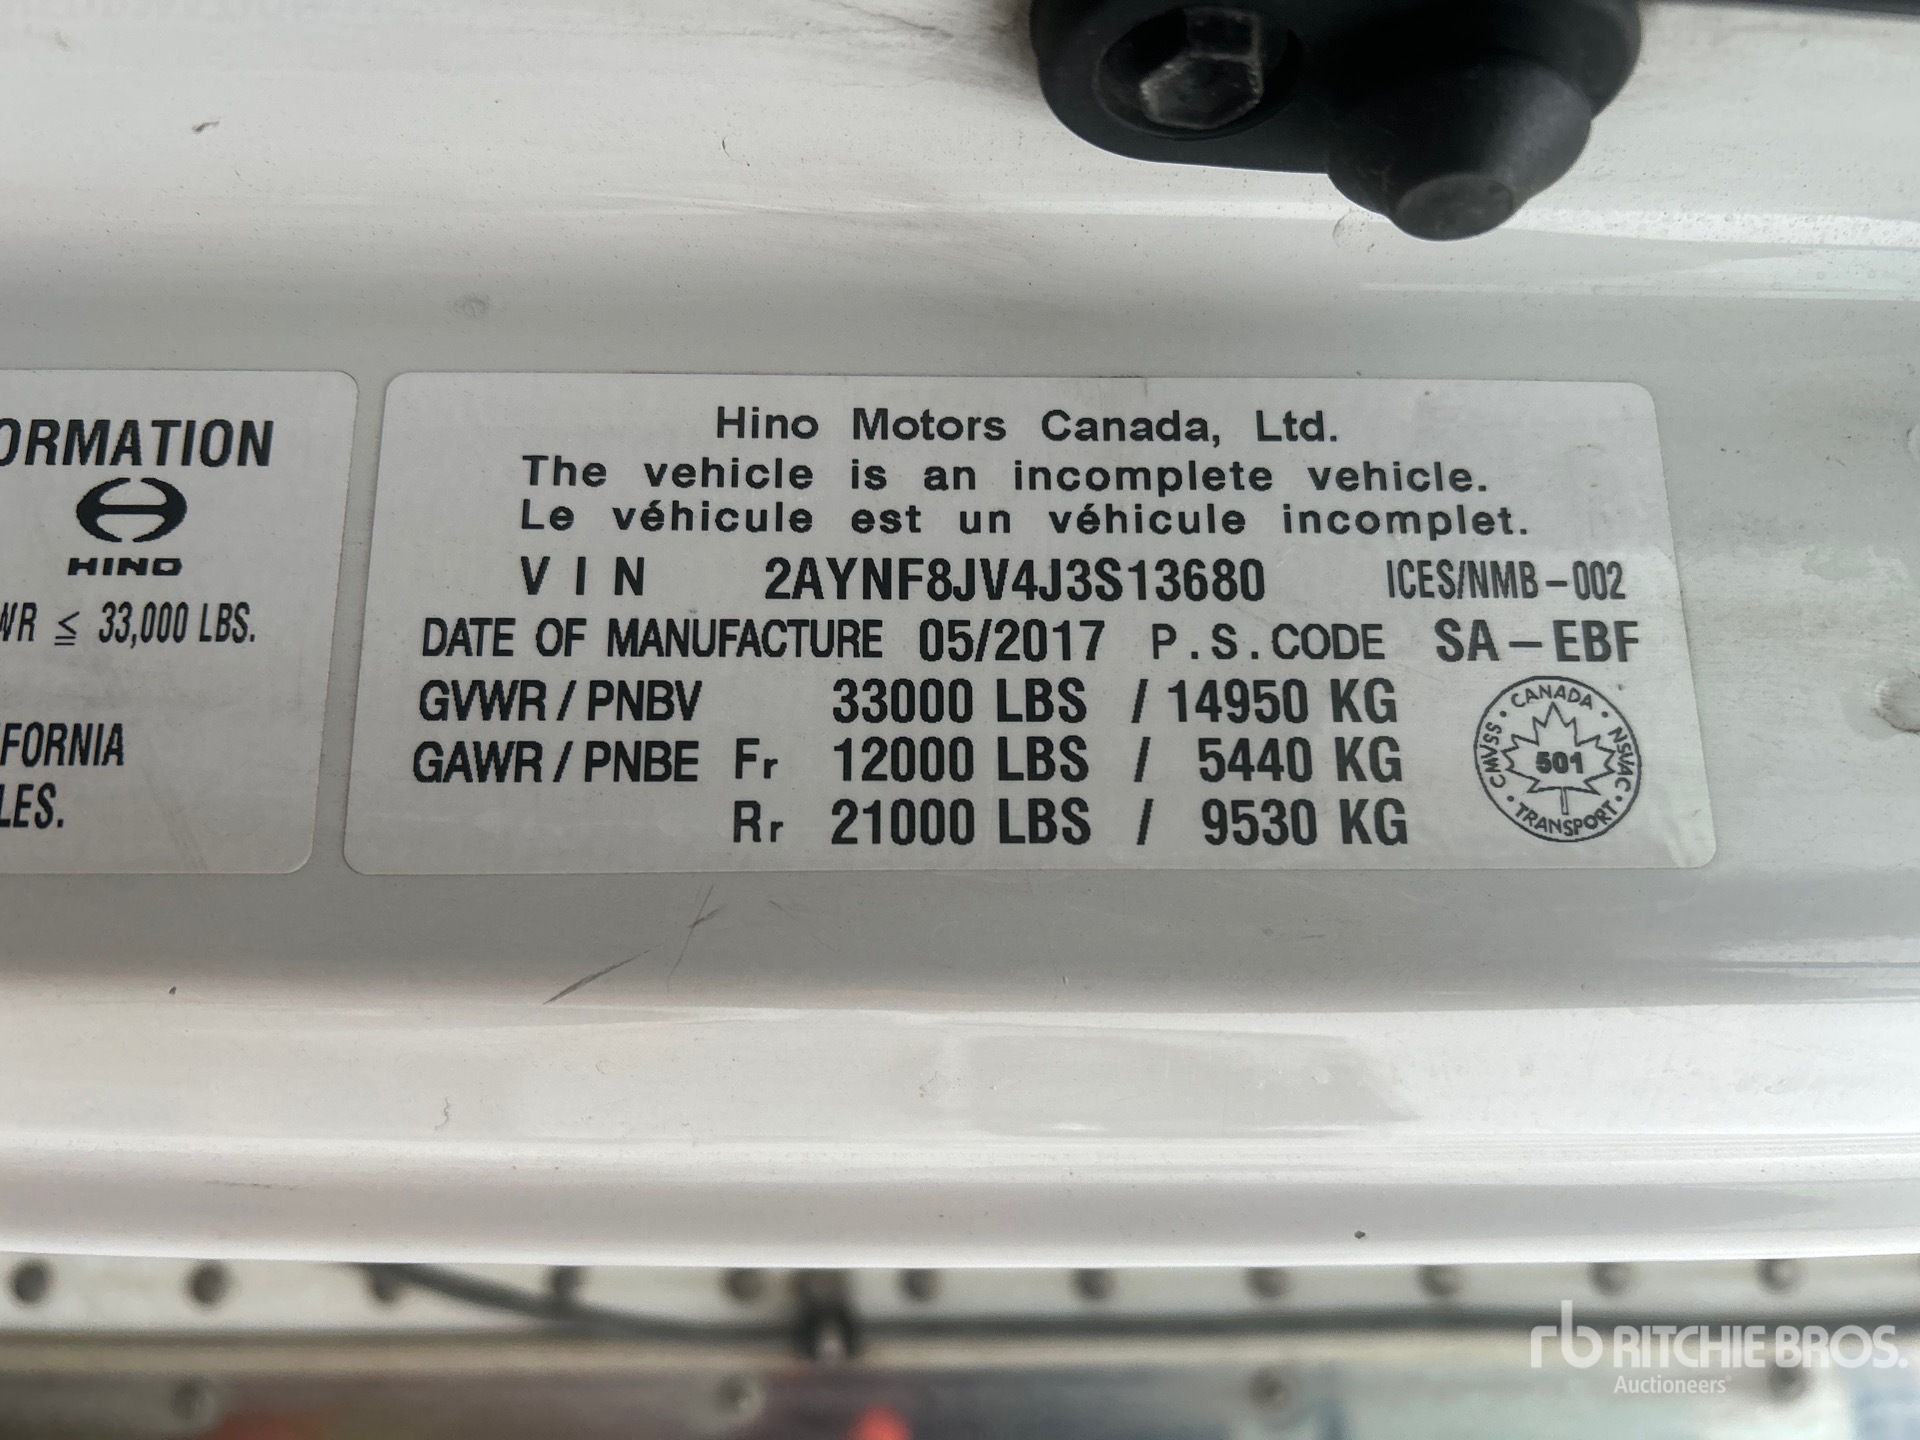 ORMATION
HINO
WR ≦ 33,000 LBS.
FORNIA
LES.
Hino Motors Canada, Ltd.
The vehicle is an incomplete vehicle.
Le véhicule est un véhicule incomplet.
VIN 2AYNF8JV4J3S13680 ICES/NMB-002
DATE OF MANUFACTURE 05/2017 P.S.CODE SA-EBF
GVWR/PNBV 33000 LBS / 14950 KG
GAWR/PNBE Fr 12000 LBS / 5440 KG
Rr 21000 LBS / 9530 KG
CANADA · NSVAC · TRANSPORT · CMVSS ·
501
rb RITCHIE BROS.
Auctioneers